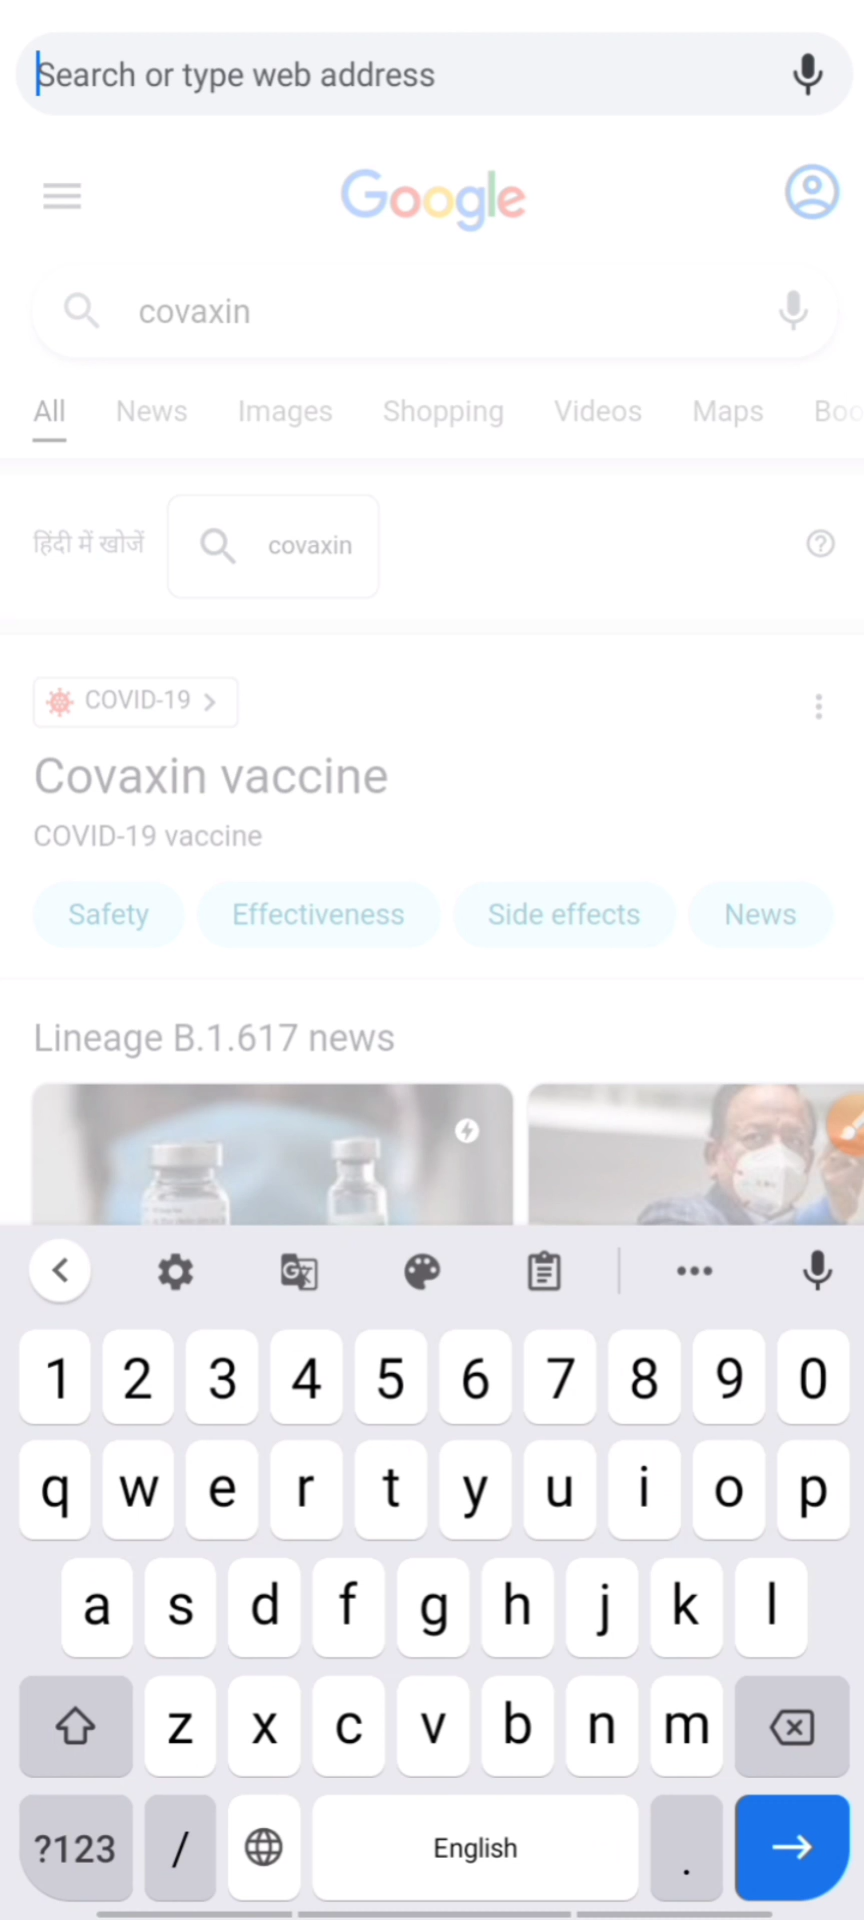 Search or type web address
Google
covaxin
All News Images Shopping Videos Maps Boo
हिंदी में खोजें covaxin
COVID-19
Covaxin vaccine
COVID-19 vaccine
Safety Effectiveness Side effects News
Lineage B.1.617 news
1 2 3 4 5 6 7 8 9 0
q w e r t y u i o p
a s d f g h j k l
z x c v b n m
?123 / English .